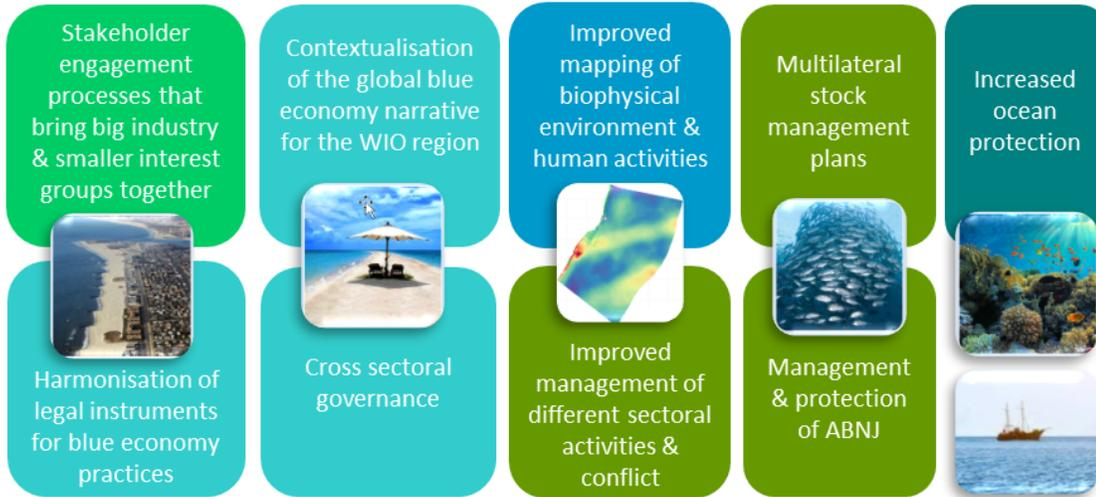 Stakeholder
engagement
processes that
bring big industry
& smaller interest
groups together
Contextualisation
of the global blue
economy narrative
for the WIO region
Improved
mapping of
biophysical
environment &
human activities
Multilateral
stock
management
plans
Increased
ocean
protection
Harmonisation of
legal instruments
for blue economy
practices
Cross sectoral
governance
Improved
management of
different sectoral
activities &
conflict
Management
& protection
of ABNJ